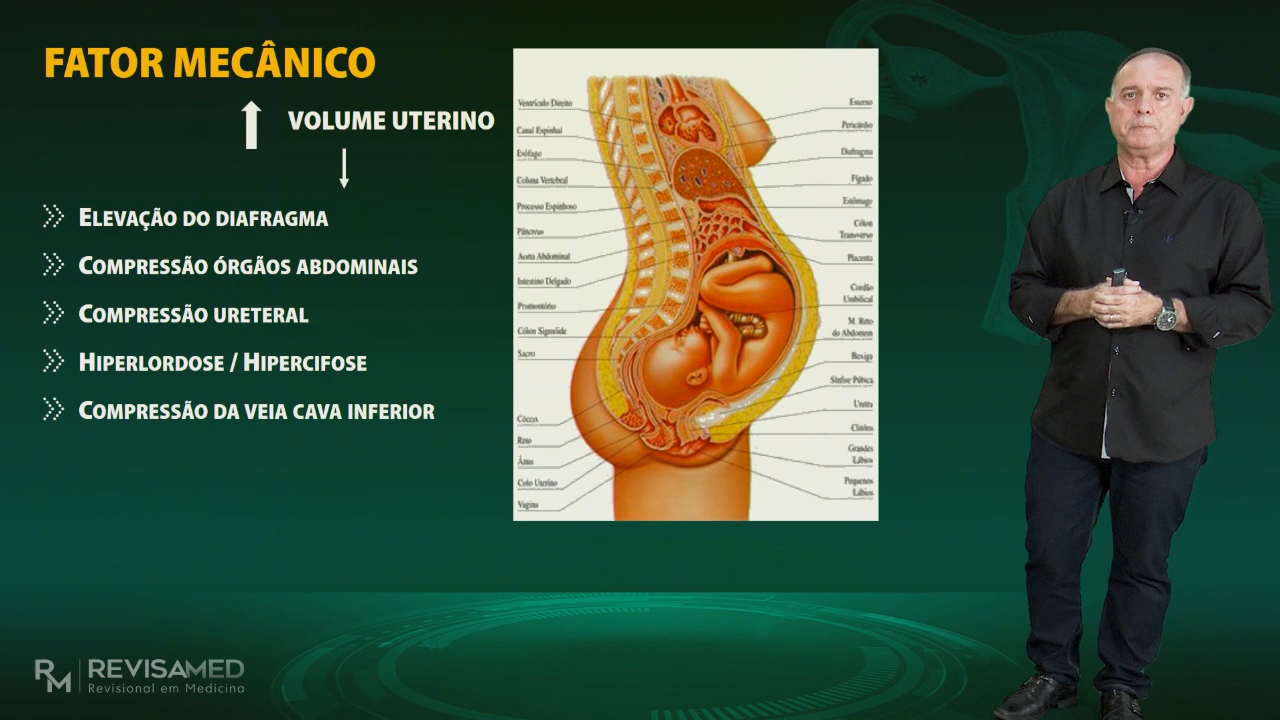 FATOR MECÂNICO
VOLUME UTERINO
ELEVAÇÃO DO DIAFRAGMA
COMPRESSÃO ÓRGÃOS ABDOMINAIS
COMPRESSÃO URETERAL
HIPERLORDOSE / HIPERCIFOSE
COMPRESSÃO DA VEIA CAVA INFERIOR
Ventrículo Direito
Canal Espinhal
Esôfago
Coluna Vertebral
Processo Espinhoso
Pâncreas
Aorta Abdominal
Intestino Delgado
Promontório
Cólon Sigmóide
Sacro
Cóccix
Reto
Ânus
Colo Uterino
Vagina
Esterno
Pericárdio
Diafragma
Fígado
Estômago
Cólon
Transverso
Placenta
Cordão
Umbilical
M. Reto
do Abdomen
Bexiga
Sínfise Púbica
Uretra
Clitóris
Grandes
Lábios
Pequenos
Lábios
RM REVISAMED
Revisional em Medicina